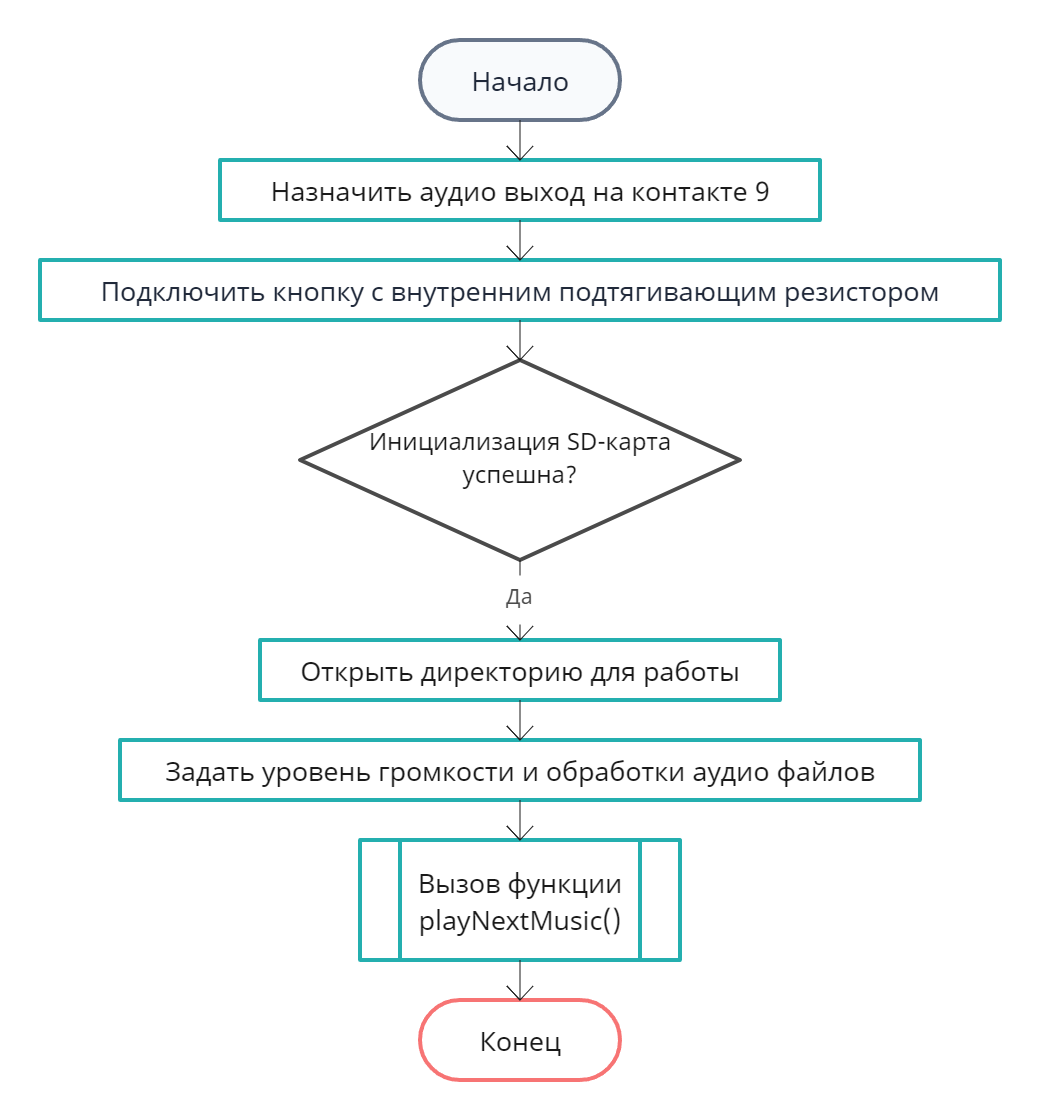 Начало
Назначить аудио выход на контакте 9
Подключить кнопку с внутренним подтягивающим резистором
Инициализация SD-карта
успешна?
Да
Открыть директорию для работы
Задать уровень громкости и обработки аудио файлов
Вызов функции
playNextMusic()
Конец